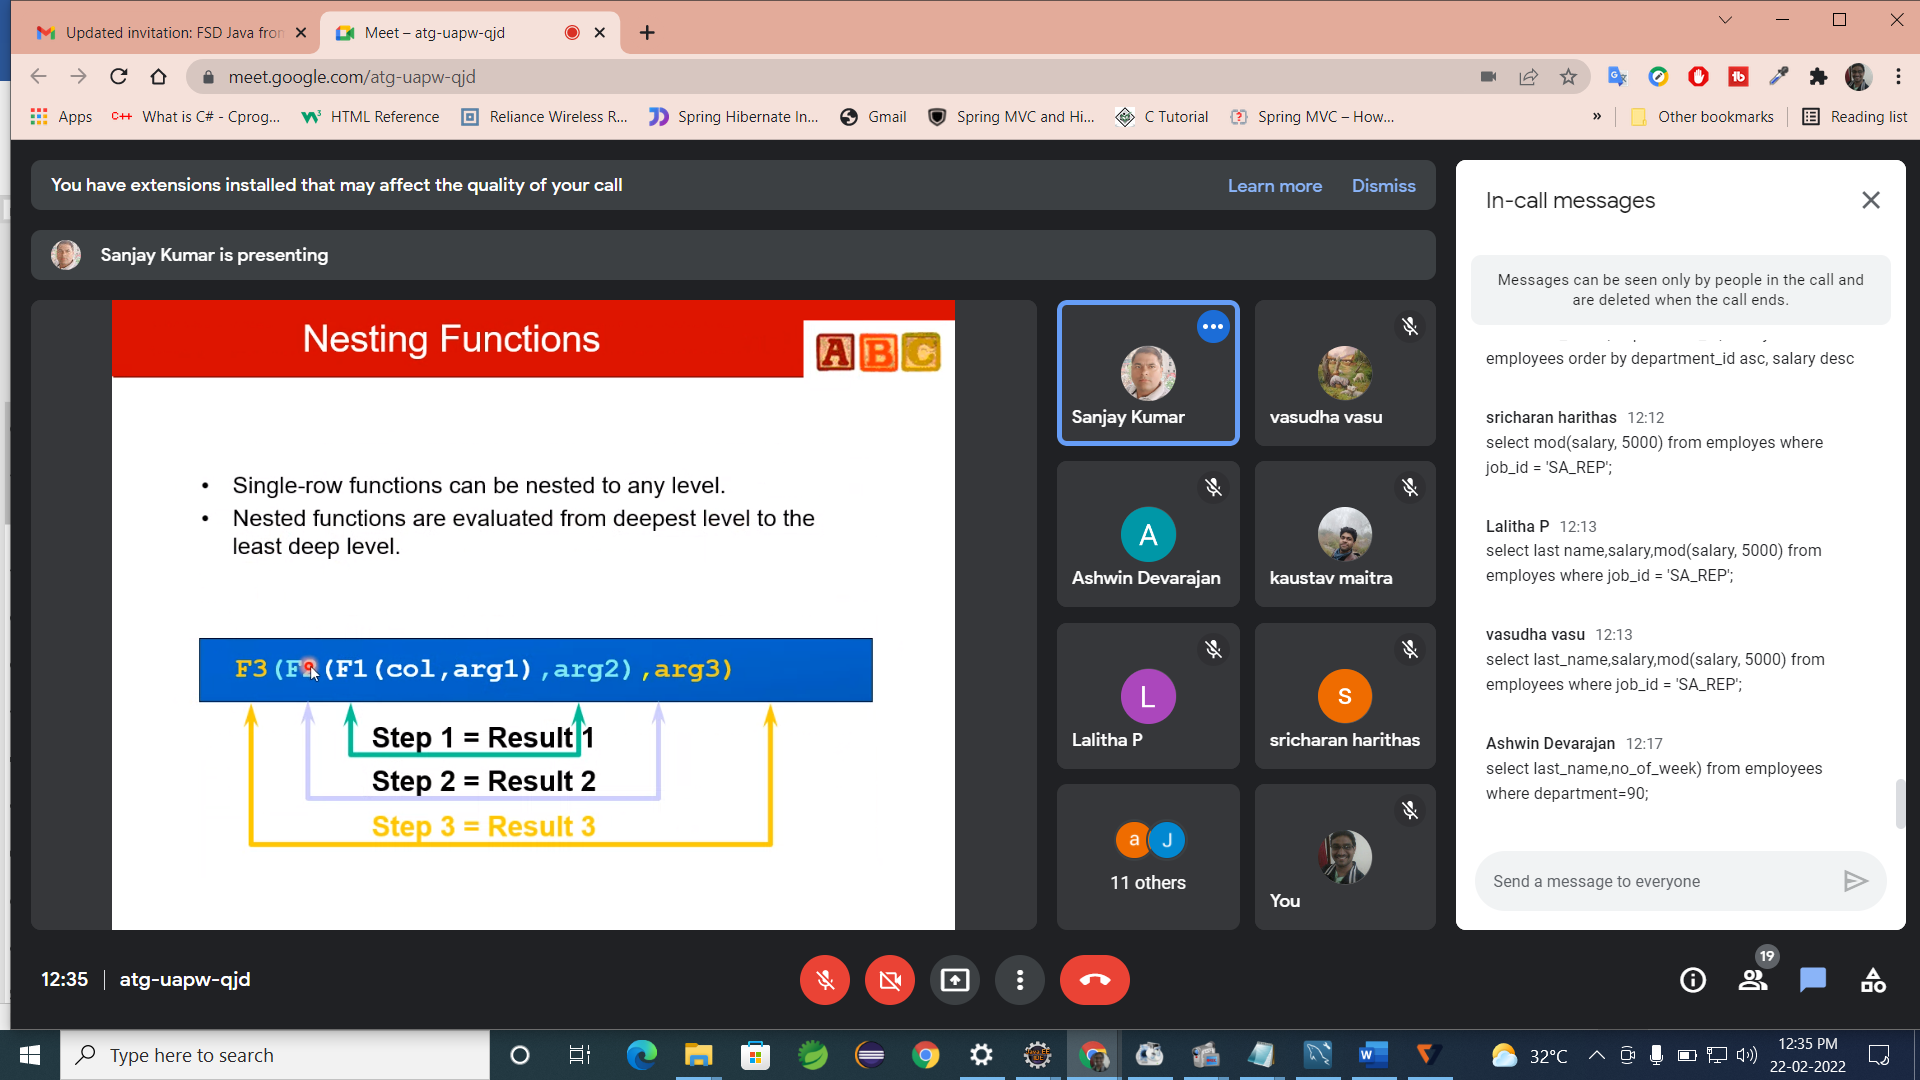 Updated invitation: FSD Java fron
Meet – atg-uapw-qjd
meet.google.com/atg-uapw-qjd
Apps
What is C# - Cprog...
HTML Reference
Reliance Wireless R...
Spring Hibernate In...
Gmail
Spring MVC and Hi...
C Tutorial
Spring MVC – How...
»
Other bookmarks
Reading list
You have extensions installed that may affect the quality of your call
Learn more
Dismiss
Sanjay Kumar is presenting
Nesting Functions
A B C
• Single-row functions can be nested to any level.
• Nested functions are evaluated from deepest level to the
least deep level.
F3(F (F1(col,arg1),arg2),arg3)
Step 1 = Result 1
Step 2 = Result 2
Step 3 = Result 3
Sanjay Kumar
vasudha vasu
A
Ashwin Devarajan
kaustav maitra
L
Lalitha P
s
sricharan harithas
a J
11 others
You
In-call messages
Messages can be seen only by people in the call and
are deleted when the call ends.
employees order by department_id asc, salary desc
sricharan harithas 12:12
select mod(salary, 5000) from employes where
job_id = 'SA_REP';
Lalitha P 12:13
select last name,salary,mod(salary, 5000) from
employes where job_id = 'SA_REP';
vasudha vasu 12:13
select last_name,salary,mod(salary, 5000) from
employees where job_id = 'SA_REP';
Ashwin Devarajan 12:17
select last_name,no_of_week) from employees
where department=90;
Send a message to everyone
12:35 | atg-uapw-qjd
19
Type here to search
32°C
12:35 PM
22-02-2022